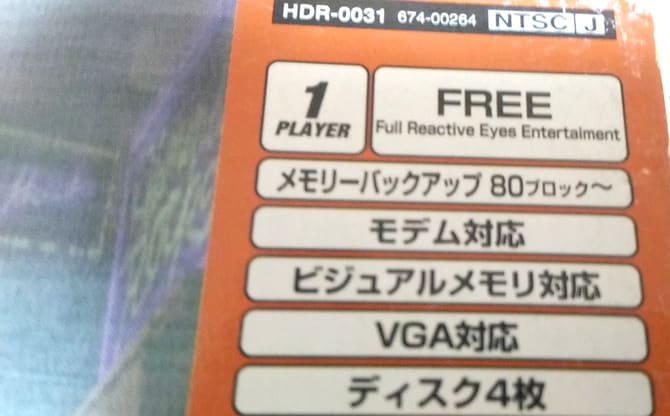 HDR-0031 674-00264 NTSC J
1
PLAYER
FREE
Full Reactive Eyes Entertaiment
メモリーバックアップ 80ブロック〜
モデム対応
ビジュアルメモリ対応
VGA対応
ディスク4枚